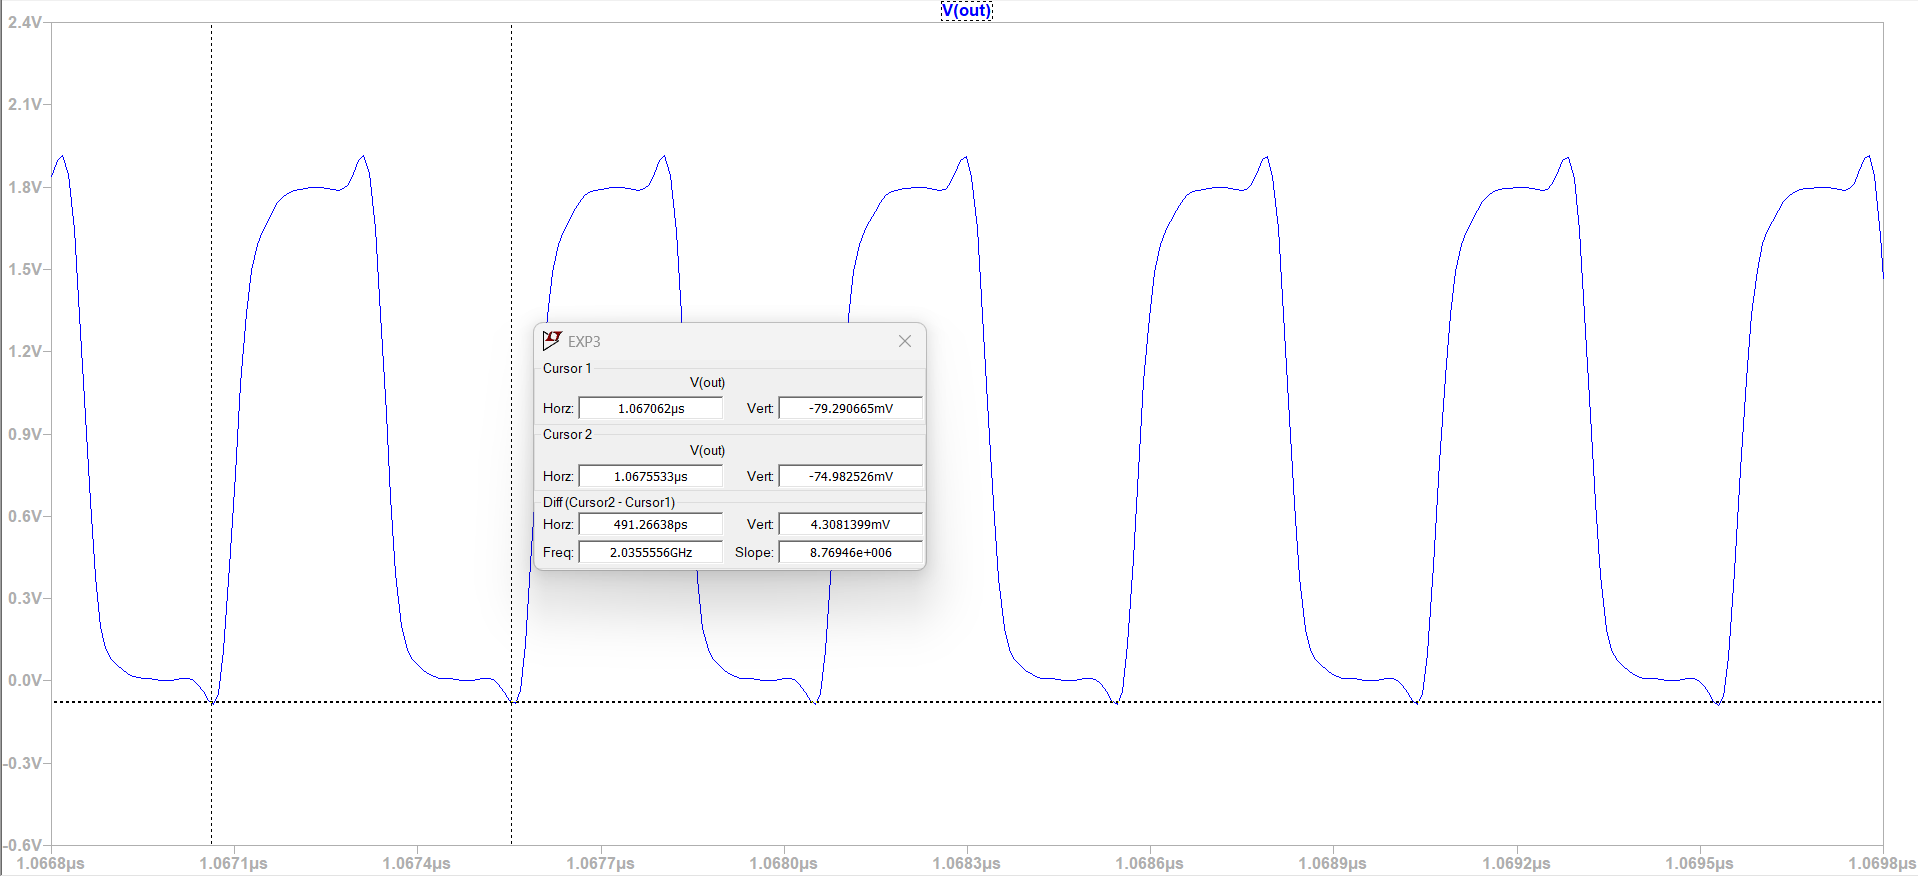 V(out)
2.4V
2.1V
1.8V
1.5V
1.2V
0.9V
0.6V
0.3V
0.0V
-0.3V
-0.6V
EXP3
Cursor 1
V(out)
Horz: 1.067062µs Vert: -79.290665mV
Cursor 2
V(out)
Horz: 1.0675533µs Vert: -74.982526mV
Diff (Cursor2 - Cursor1)
Horz: 491.26638ps Vert: 4.3081399mV
Freq: 2.0355556GHz Slope: 8.76946e+006
1.0668µs 1.0671µs 1.0674µs 1.0677µs 1.0680µs 1.0683µs 1.0686µs 1.0689µs 1.0692µs 1.0695µs 1.0698µs